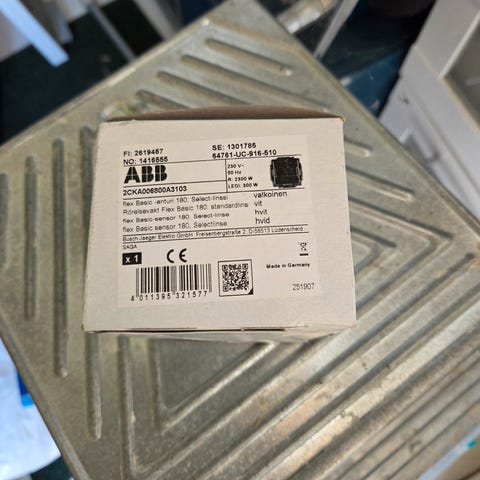 FI: 2619457 SE: 1301785
NO: 1416555 64761-UC-916-510
ABB
230 V~
50 Hz
R: 2300 W
LEDi: 300 W
2CKA006800A3103
flex Basic -anturi 180, Select-linssi valkoinen
Rörelsevakt Flex Basic 180, standardlins vit
flex Basic-sensor 180, Selectlinse hvit
flex Basic sensor 180, Selectlinse hvid
Busch-Jaeger Elektro GmbH, Freisenbergstraße 2, D-58513 Lüdenscheid
SAGA
x 1 CE
Made in Germany
4 011395 321577
251907